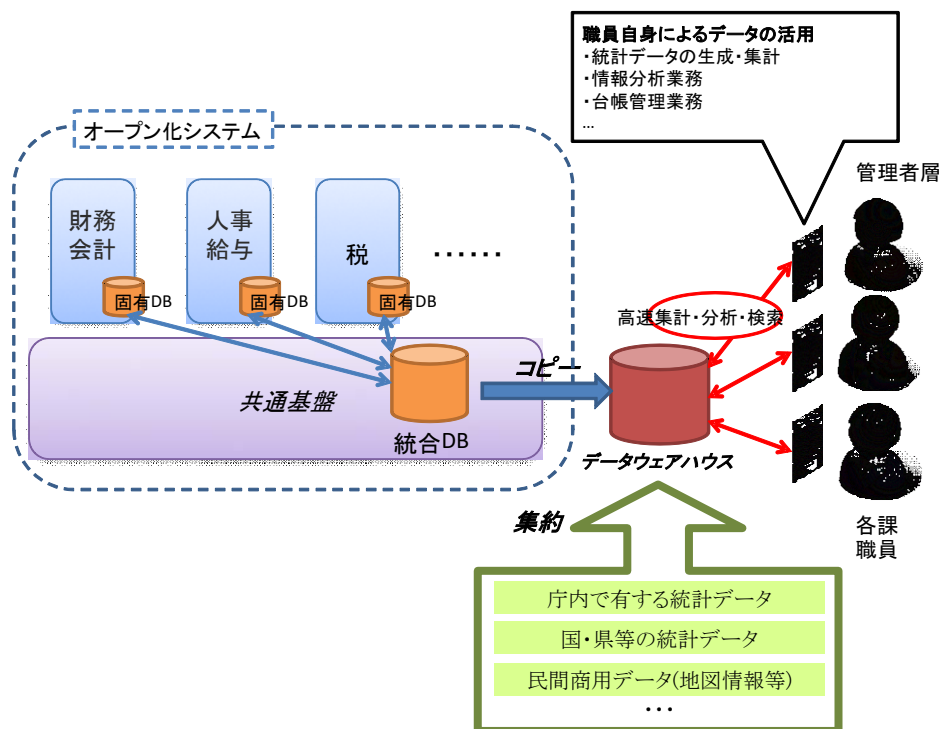 職員自身によるデータの活用
・統計データの生成・集計
・情報分析業務
・台帳管理業務
...
オープン化システム
管理者層
財務
会計
人事
給与
税
・・・・・・
固有DB
固有DB
固有DB
高速集計・分析・検索
コピー
共通基盤
統合DB
データウェアハウス
集約
各課
職員
庁内で有する統計データ
国・県等の統計データ
民間商用データ(地図情報等)
・・・